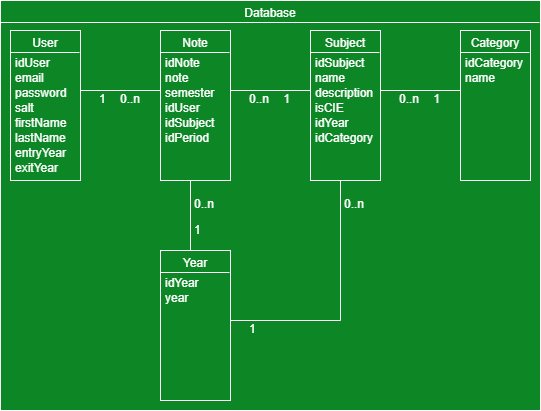 Database
User
idUser
email
password
salt
firstName
lastName
entryYear
exitYear
1 0..n
Note
idNote
note
semester
idUser
idSubject
idPeriod
0..n 1
Subject
idSubject
name
description
isCIE
idYear
idCategory
0..n 1
Category
idCategory
name
0..n
1
0..n
Year
idYear
year
1